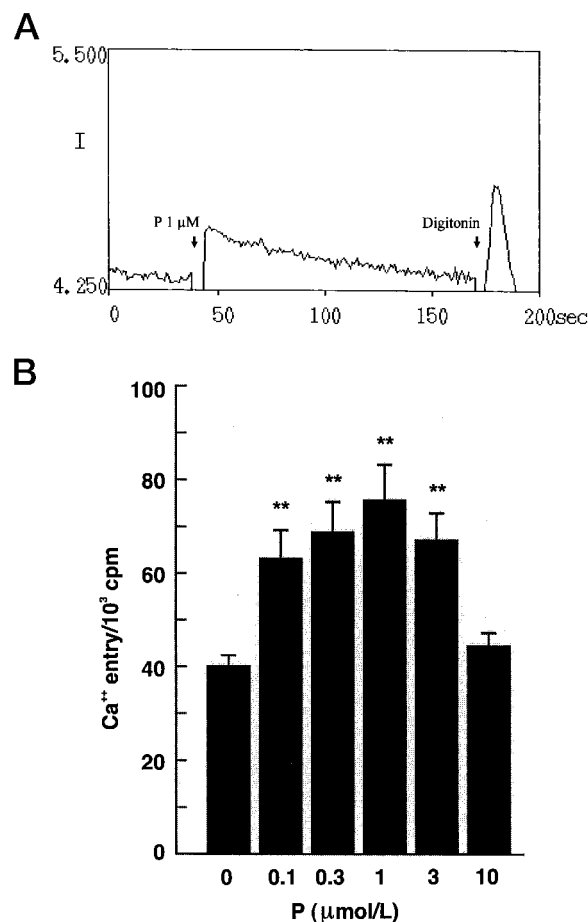 A
5.500
I
P 1 µM
Digitonin
4.250
0 50 100 150 200sec
B
100
80
60
40
20
0
Ca++ entry/10³ cpm
** ** ** **
0 0.1 0.3 1 3 10
P (µmol/L)